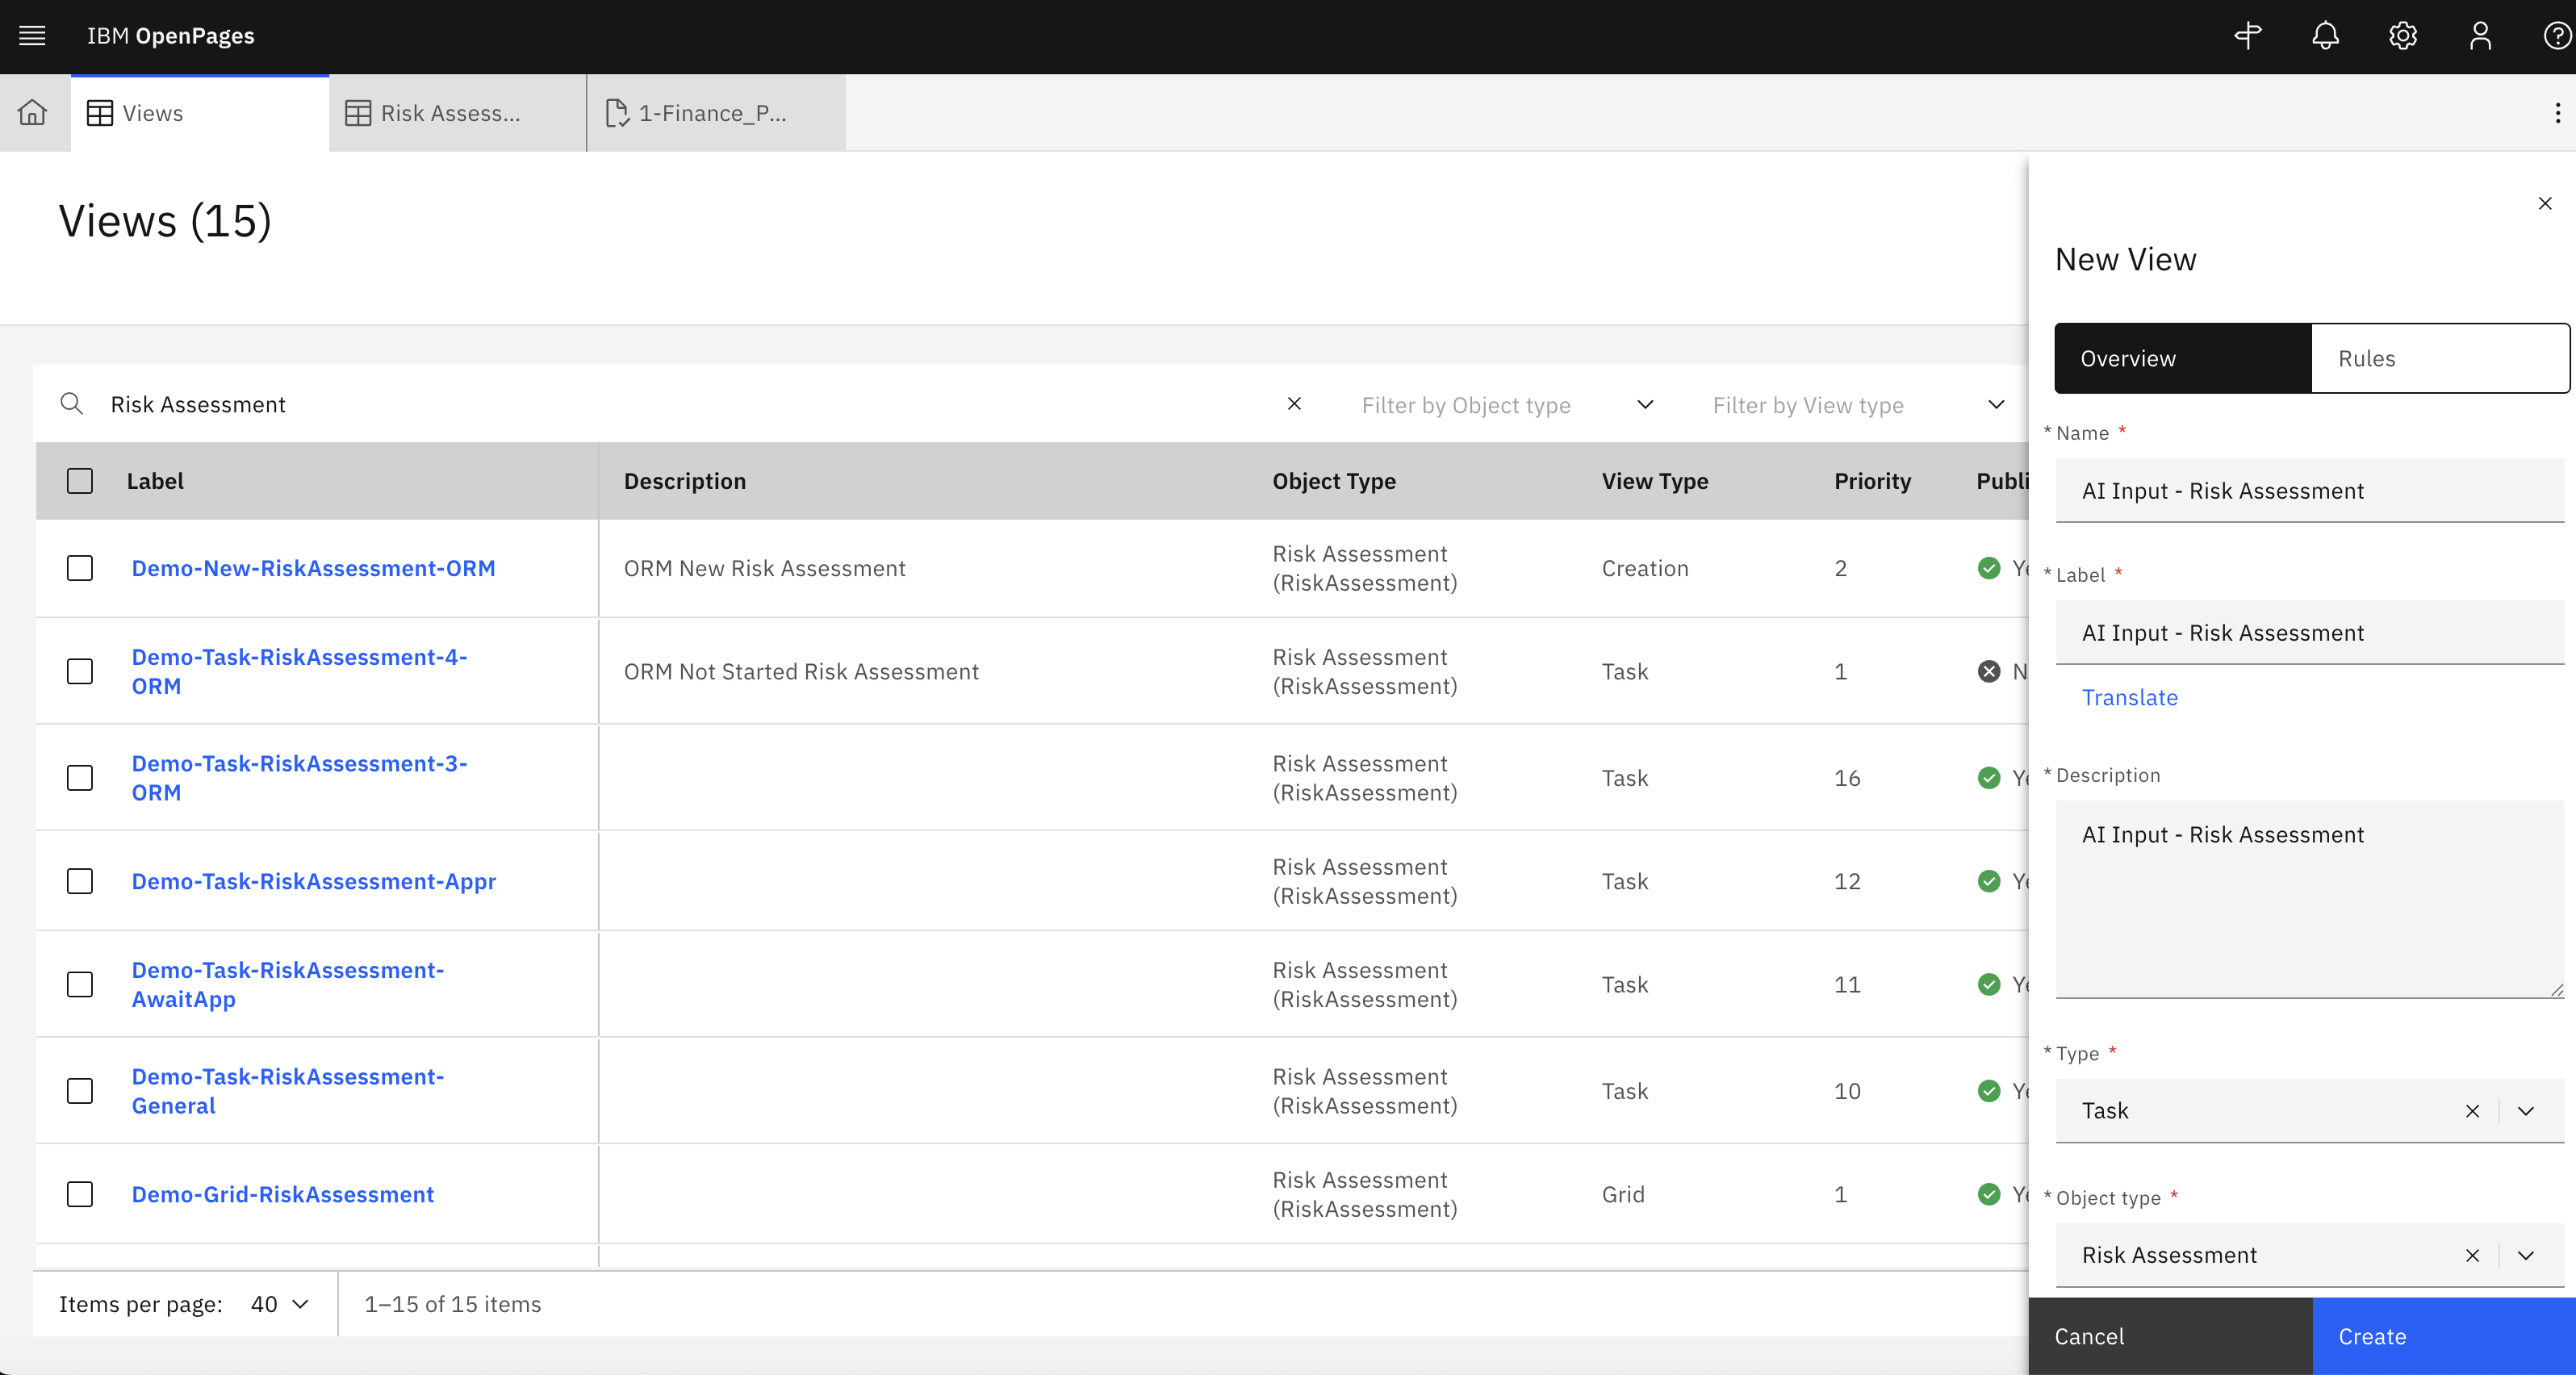 IBM OpenPages
Views
Risk Assess...
1-Finance_P...
Views (15)
Risk Assessment
Filter by Object type
Filter by View type
Label
Description
Object Type
View Type
Priority
Publi
Demo-New-RiskAssessment-ORM
ORM New Risk Assessment
Risk Assessment
(RiskAssessment)
Creation
2
Ye
Demo-Task-RiskAssessment-4-
ORM
ORM Not Started Risk Assessment
Risk Assessment
(RiskAssessment)
Task
1
N
Demo-Task-RiskAssessment-3-
ORM
Risk Assessment
(RiskAssessment)
Task
16
Ye
Demo-Task-RiskAssessment-Appr
Risk Assessment
(RiskAssessment)
Task
12
Ye
Demo-Task-RiskAssessment-
AwaitApp
Risk Assessment
(RiskAssessment)
Task
11
Ye
Demo-Task-RiskAssessment-
General
Risk Assessment
(RiskAssessment)
Task
10
Ye
Demo-Grid-RiskAssessment
Risk Assessment
(RiskAssessment)
Grid
1
Ye
Items per page: 40
1–15 of 15 items
New View
Overview
Rules
* Name *
AI Input - Risk Assessment
* Label *
AI Input - Risk Assessment
Translate
* Description
AI Input - Risk Assessment
* Type *
Task
* Object type *
Risk Assessment
Cancel
Create